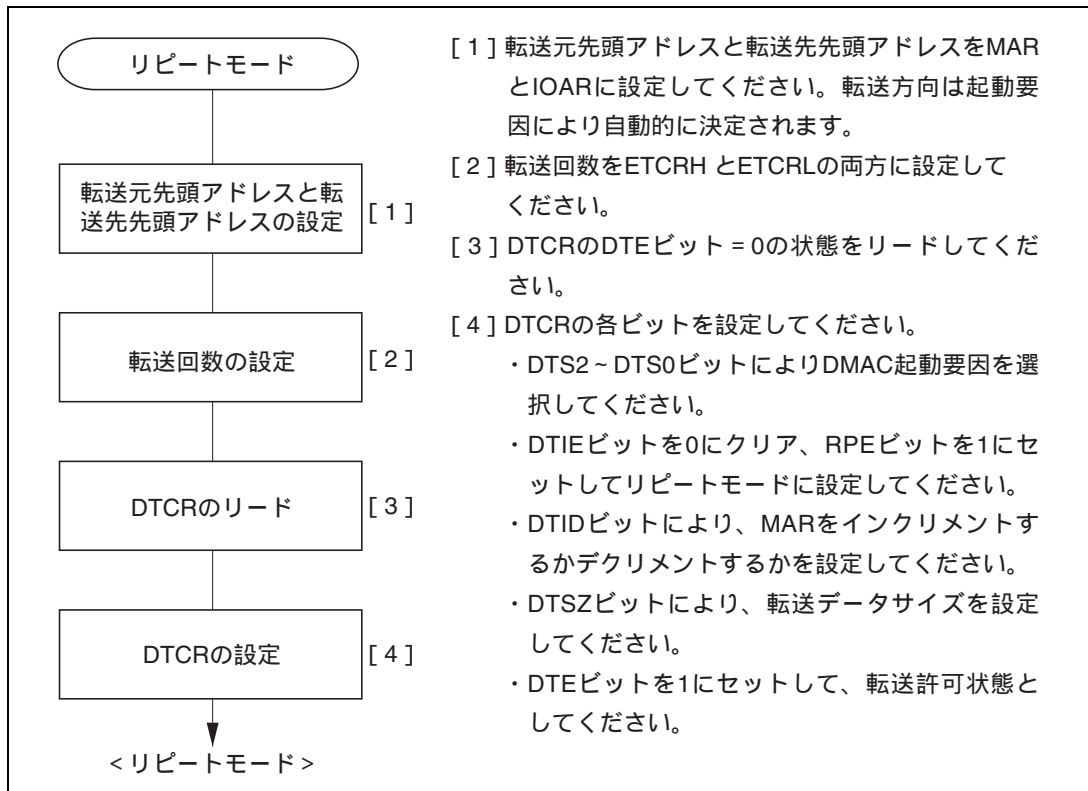 リピートモード
転送元先頭アドレスと転
送先先頭アドレスの設定
[1]
転送回数の設定
[2]
DTCRのリード
[3]
DTCRの設定
[4]
<リピートモード>
[1]転送元先頭アドレスと転送先先頭アドレスをMAR
とIOARに設定してください。転送方向は起動要
因により自動的に決定されます。
[2]転送回数をETCRH とETCRLの両方に設定して
ください。
[3]DTCRのDTEビット = 0の状態をリードしてくだ
さい。
[4]DTCRの各ビットを設定してください。
・DTS2~DTS0ビットによりDMAC起動要因を選
択してください。
・DTIEビットを0にクリア、RPEビットを1にセ
ットしてリピートモードに設定してください。
・DTIDビットにより、MARをインクリメントす
るかデクリメントするかを設定してください。
・DTSZビットにより、転送データサイズを設定
してください。
・DTEビットを1にセットして、転送許可状態と
してください。